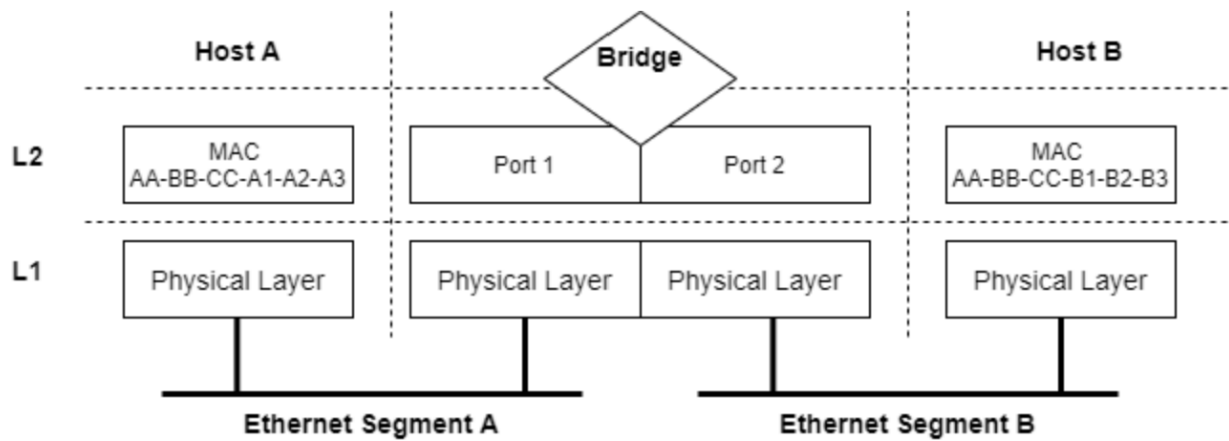 Host A
Bridge
Host B
L2
MAC
AA-BB-CC-A1-A2-A3
Port 1
Port 2
MAC
AA-BB-CC-B1-B2-B3
L1
Physical Layer
Physical Layer
Physical Layer
Physical Layer
Ethernet Segment A
Ethernet Segment B